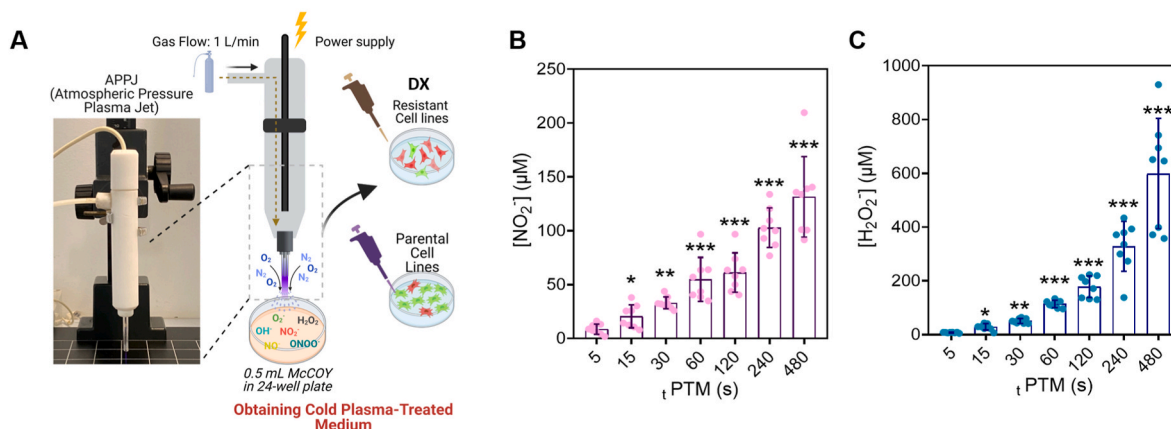 A
Gas Flow: 1 L/min
Power supply
APPJ
(Atmospheric Pressure
Plasma Jet)
DX
Resistant
Cell lines
Parental
Cell
Lines
O₂
N₂
N₂
O₂
O₂
N₂
O₂⁻
H₂O₂
OH⁻
NO₂⁻
NO
ONOO⁻
0.5 mL McCOY
in 24-well plate
Obtaining Cold Plasma-Treated
Medium
B
[NO₂⁻] (µM)
250
200
150
100
50
0
*
**
***
***
***
***
5
15
30
60
120
240
480
t PTM (s)
C
[H₂O₂⁻] (µM)
1000
800
600
400
200
0
*
**
***
***
***
***
5
15
30
60
120
240
480
t PTM (s)